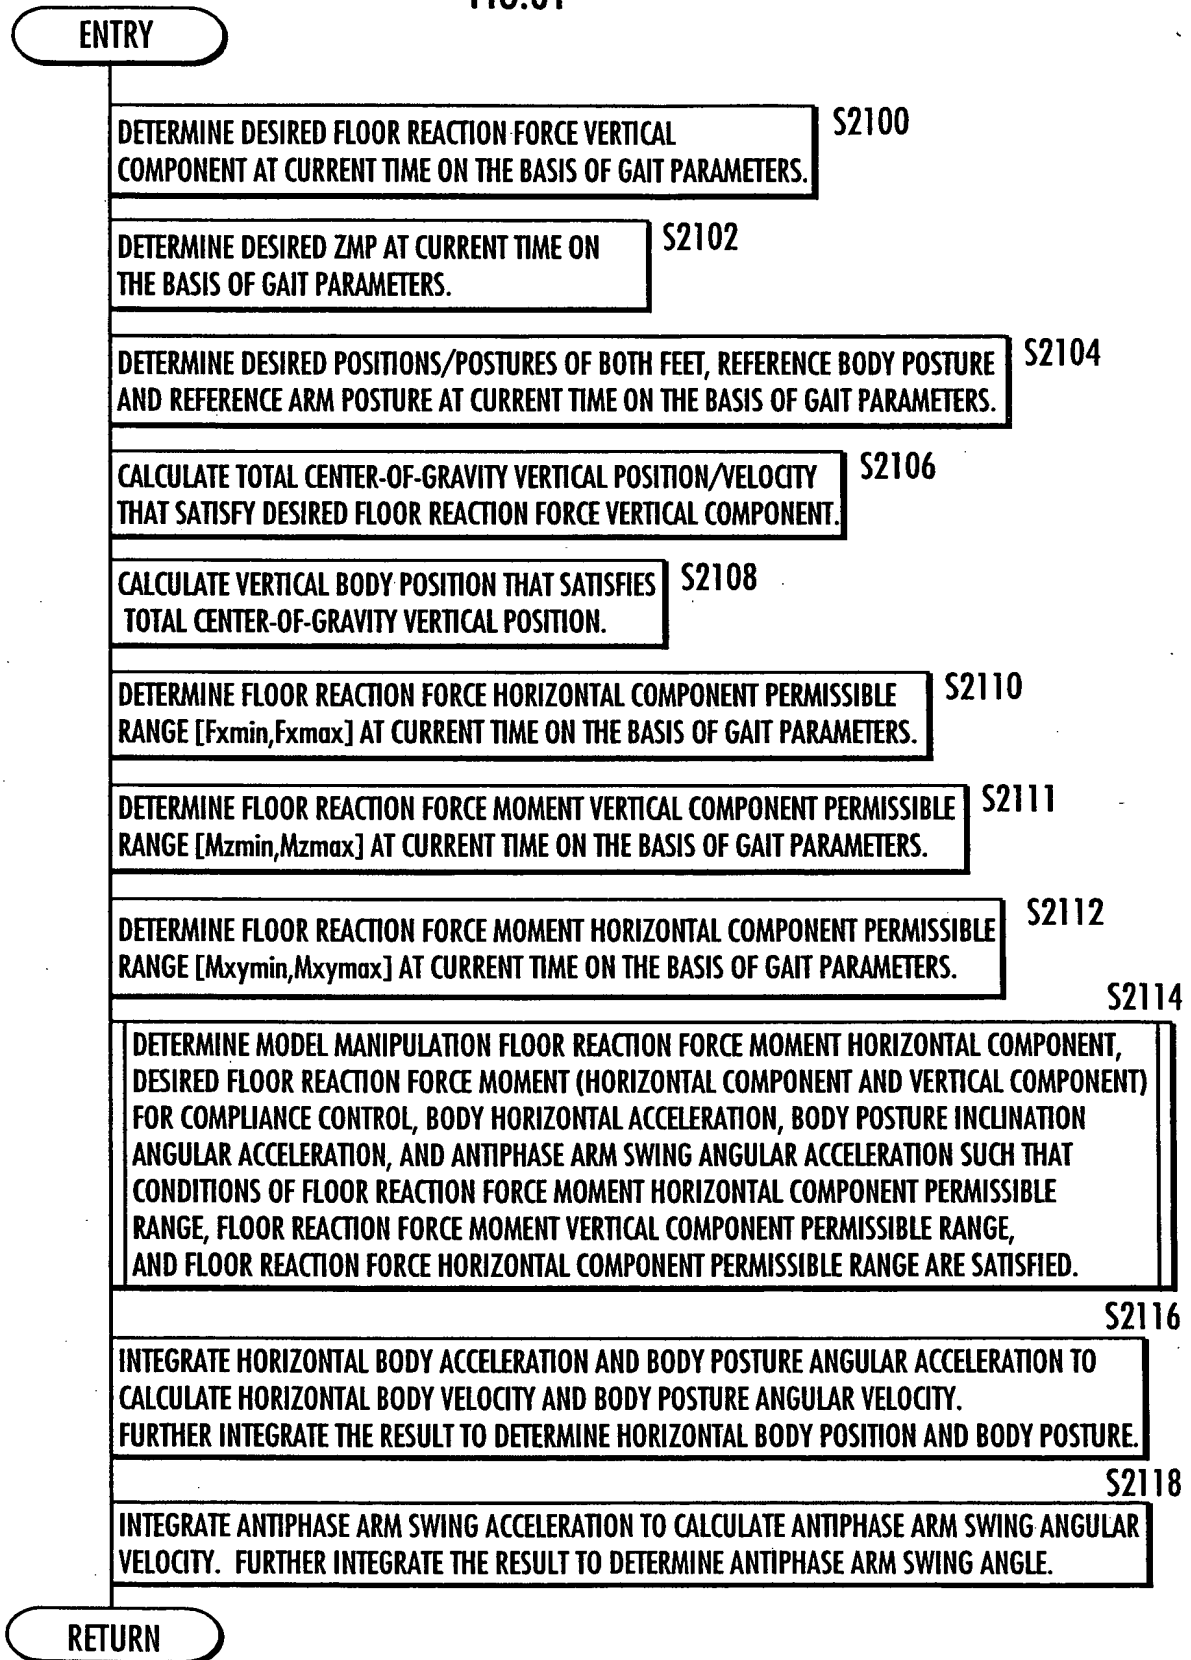 ENTRY
DETERMINE DESIRED FLOOR REACTION FORCE VERTICAL
COMPONENT AT CURRENT TIME ON THE BASIS OF GAIT PARAMETERS.
S2100
DETERMINE DESIRED ZMP AT CURRENT TIME ON
THE BASIS OF GAIT PARAMETERS.
S2102
DETERMINE DESIRED POSITIONS/POSTURES OF BOTH FEET, REFERENCE BODY POSTURE
AND REFERENCE ARM POSTURE AT CURRENT TIME ON THE BASIS OF GAIT PARAMETERS.
S2104
CALCULATE TOTAL CENTER-OF-GRAVITY VERTICAL POSITION/VELOCITY
THAT SATISFY DESIRED FLOOR REACTION FORCE VERTICAL COMPONENT.
S2106
CALCULATE VERTICAL BODY POSITION THAT SATISFIES
TOTAL CENTER-OF-GRAVITY VERTICAL POSITION.
S2108
DETERMINE FLOOR REACTION FORCE HORIZONTAL COMPONENT PERMISSIBLE
RANGE [Fxmin,Fxmax] AT CURRENT TIME ON THE BASIS OF GAIT PARAMETERS.
S2110
DETERMINE FLOOR REACTION FORCE MOMENT VERTICAL COMPONENT PERMISSIBLE
RANGE [Mzmin,Mzmax] AT CURRENT TIME ON THE BASIS OF GAIT PARAMETERS.
S2111
DETERMINE FLOOR REACTION FORCE MOMENT HORIZONTAL COMPONENT PERMISSIBLE
RANGE [Mxymin,Mxymax] AT CURRENT TIME ON THE BASIS OF GAIT PARAMETERS.
S2112
S2114
DETERMINE MODEL MANIPULATION FLOOR REACTION FORCE MOMENT HORIZONTAL COMPONENT,
DESIRED FLOOR REACTION FORCE MOMENT (HORIZONTAL COMPONENT AND VERTICAL COMPONENT)
FOR COMPLIANCE CONTROL, BODY HORIZONTAL ACCELERATION, BODY POSTURE INCLINATION
ANGULAR ACCELERATION, AND ANTIPHASE ARM SWING ANGULAR ACCELERATION SUCH THAT
CONDITIONS OF FLOOR REACTION FORCE MOMENT HORIZONTAL COMPONENT PERMISSIBLE
RANGE, FLOOR REACTION FORCE MOMENT VERTICAL COMPONENT PERMISSIBLE RANGE,
AND FLOOR REACTION FORCE HORIZONTAL COMPONENT PERMISSIBLE RANGE ARE SATISFIED.
S2116
INTEGRATE HORIZONTAL BODY ACCELERATION AND BODY POSTURE ANGULAR ACCELERATION TO
CALCULATE HORIZONTAL BODY VELOCITY AND BODY POSTURE ANGULAR VELOCITY.
FURTHER INTEGRATE THE RESULT TO DETERMINE HORIZONTAL BODY POSITION AND BODY POSTURE.
S2118
INTEGRATE ANTIPHASE ARM SWING ACCELERATION TO CALCULATE ANTIPHASE ARM SWING ANGULAR
VELOCITY. FURTHER INTEGRATE THE RESULT TO DETERMINE ANTIPHASE ARM SWING ANGLE.
RETURN